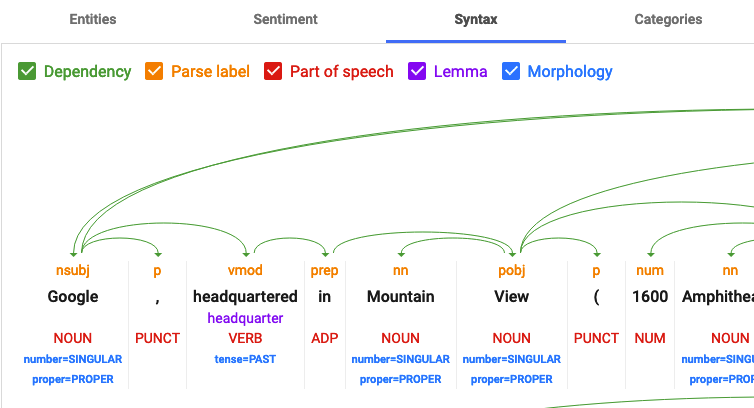 Entities Sentiment Syntax Categories
Dependency Parse label Part of speech Lemma Morphology
nsubj p vmod prep nn pobj p num nn
Google , headquartered in Mountain View ( 1600 Amphithea
headquarter
NOUN PUNCT VERB ADP NOUN NOUN PUNCT NUM NOUN
number=SINGULAR tense=PAST number=SINGULAR number=SINGULAR number=SING
proper=PROPER proper=PROPER proper=PROPER proper=PROP